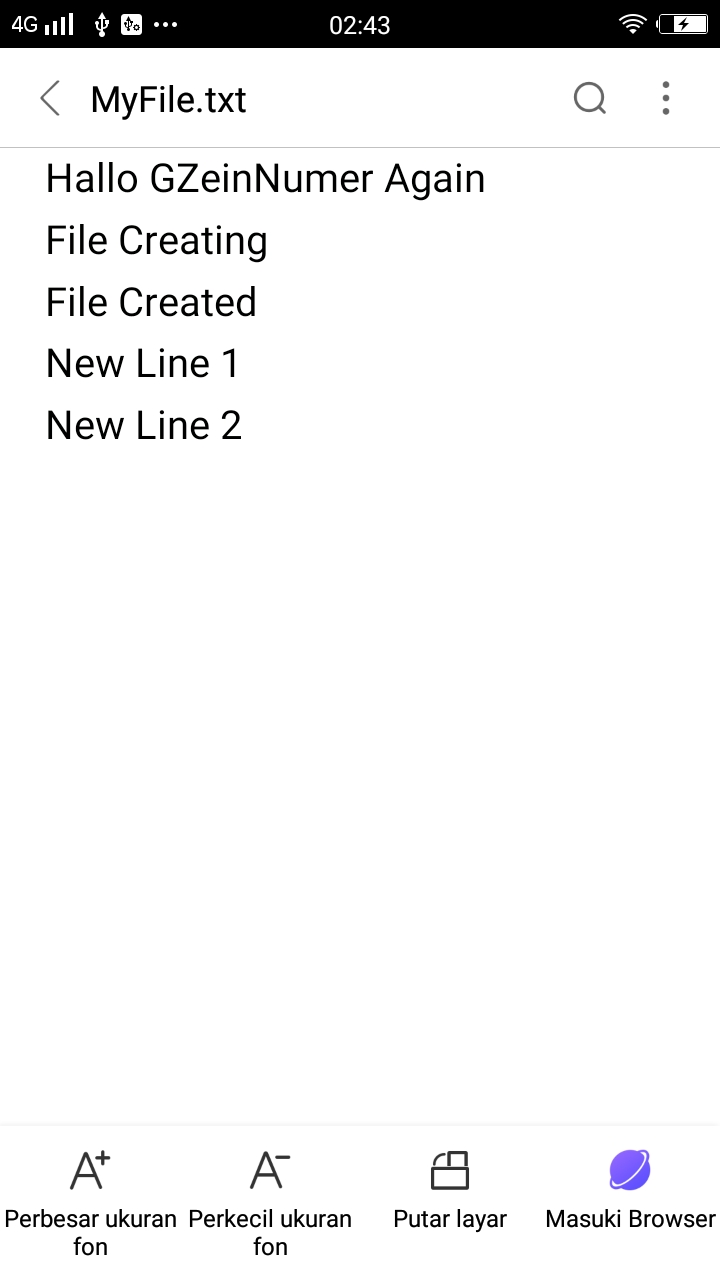 4G 02:43
MyFile.txt
Hallo GZeinNumer Again
File Creating
File Created
New Line 1
New Line 2
Perbesar ukuran fon
Perkecil ukuran fon
Putar layar
Masuki Browser